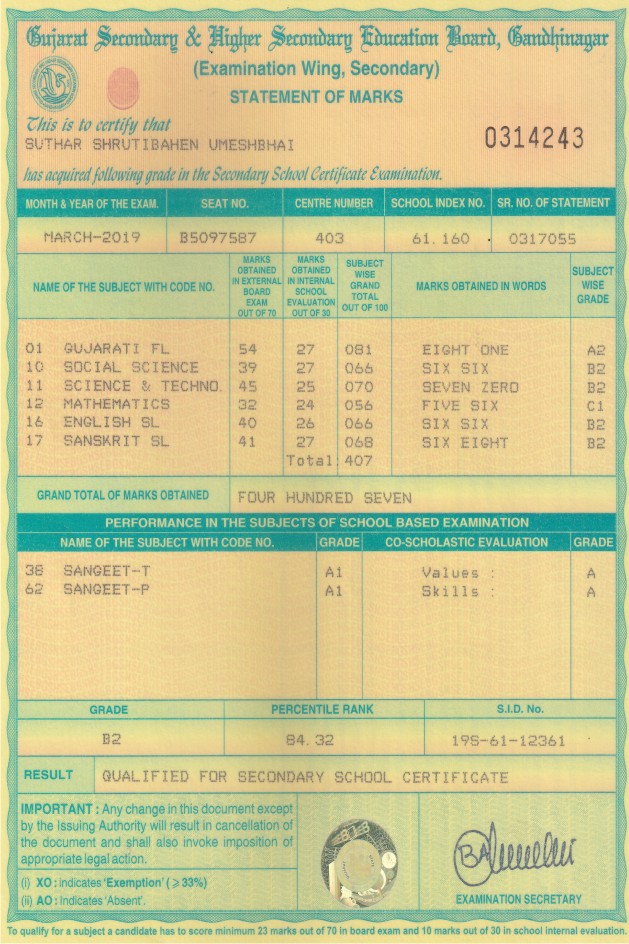 Gujarat Secondary & Higher Secondary Education Board, Gandhinagar
(Examination Wing, Secondary)
STATEMENT OF MARKS
This is to certify that
SUTHAR SHRUTIBAHEN UMESHBHAI
0314243
has acquired following grade in the Secondary School Certificate Examination.
MONTH & YEAR OF THE EXAM. SEAT NO. CENTRE NUMBER SCHOOL INDEX NO. SR. NO. OF STATEMENT
MARCH-2019 B5097587 403 61.160 0317055
NAME OF THE SUBJECT WITH CODE NO. MARKS OBTAINED IN EXTERNAL BOARD EXAM OUT OF 70 MARKS OBTAINED IN INTERNAL SCHOOL EVALUATION OUT OF 30 SUBJECT WISE GRAND TOTAL OUT OF 100 MARKS OBTAINED IN WORDS SUBJECT WISE GRADE
01 GUJARATI FL 54 27 081 EIGHT ONE A2
10 SOCIAL SCIENCE 39 27 066 SIX SIX B2
11 SCIENCE & TECHNO. 45 25 070 SEVEN ZERO B2
12 MATHEMATICS 32 24 056 FIVE SIX C1
16 ENGLISH SL 40 26 066 SIX SIX B2
17 SANSKRIT SL 41 27 068 SIX EIGHT B2
Total 407
GRAND TOTAL OF MARKS OBTAINED FOUR HUNDRED SEVEN
PERFORMANCE IN THE SUBJECTS OF SCHOOL BASED EXAMINATION
NAME OF THE SUBJECT WITH CODE NO. GRADE CO-SCHOLASTIC EVALUATION GRADE
38 SANGEET-T A1 Values : A
62 SANGEET-P A1 Skills : A
GRADE PERCENTILE RANK S.I.D. No.
B2 84.32 19S-61-12361
RESULT QUALIFIED FOR SECONDARY SCHOOL CERTIFICATE
IMPORTANT : Any change in this document except
by the Issuing Authority will result in cancellation of
the document and shall also invoke imposition of
appropriate legal action.
(i) XO : indicates 'Exemption' (⩾33%)
(ii) AO : Indicates 'Absent'.
EXAMINATION SECRETARY
To qualify for a subject a candidate has to score minimum 23 marks out of 70 in board exam and 10 marks out of 30 in school internal evaluation.